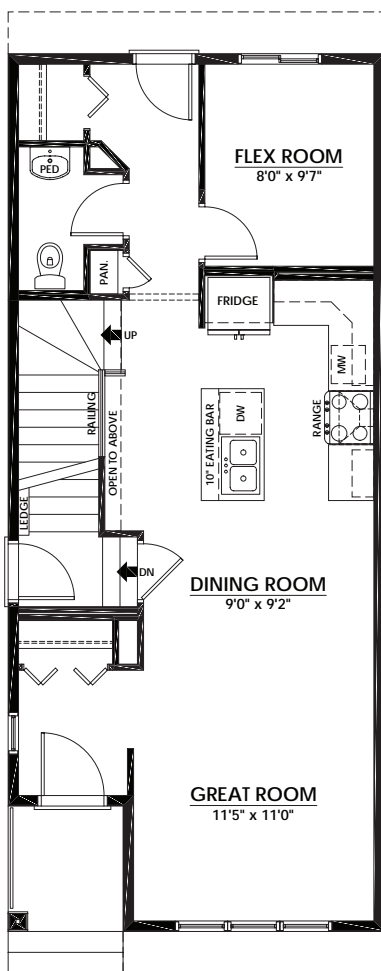 FLEX ROOM
8'0" x 9'7"
PED
PAN.
FRIDGE
UP
MW
RAILING
OPEN TO ABOVE
10" EATING BAR
DW
RANGE
LEDGE
DN
DINING ROOM
9'0" x 9'2"
GREAT ROOM
11'5" x 11'0"